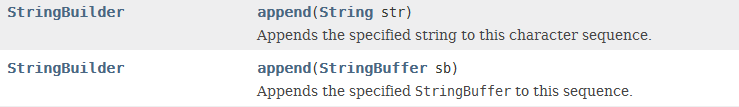 StringBuilder append(String str)
Appends the specified string to this character sequence.
StringBuilder append(StringBuffer sb)
Appends the specified StringBuffer to this sequence.